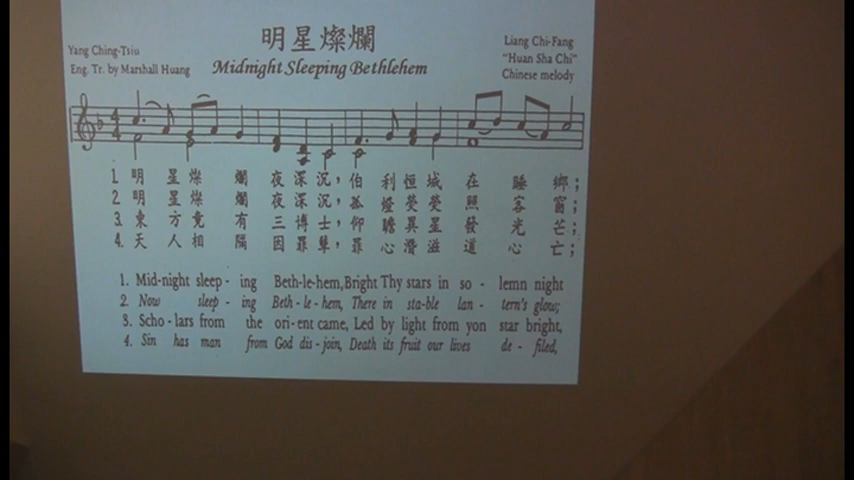 明星燦爛
Midnight Sleeping Bethlehem
Yang Ching-Tsiu
Eng. Tr. by Marshall Huang
Liang Chi-Fang
"Huan Sha Chi"
Chinese melody
1. 明 星 燦 爛 夜 深 沉, 伯 利 恒 城 在 睡 鄉;
2. 明 星 燦 爛 夜 深 沉, 孤 燈 熒 熒 照 客 窗;
3. 東 方 竟 有 三 博 士, 仰 瞻 異 星 發 光 芒;
4. 天 人 相 隔 因 罪 孽, 罪 心 潛 滋 道 心 亡;
1. Mid-night sleep - ing Beth-le-hem, Bright Thy stars in so - lemn night
2. Now sleep - ing Beth-le-hem, There in sta-ble lan - tern's glow;
3. Scho-lars from the ori-ent came, Led by light from yon star bright,
4. Sin has man from God dis-join, Death its fruit our lives de - filed,